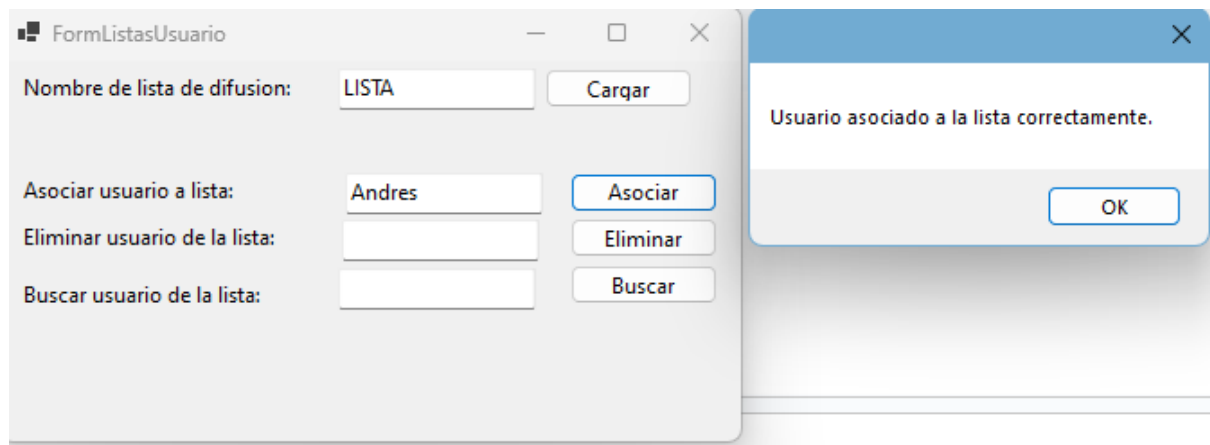 FormListasUsuario
Nombre de lista de difusion: LISTA Cargar
Asociar usuario a lista: Andres Asociar
Eliminar usuario de la lista: Eliminar
Buscar usuario de la lista: Buscar
Usuario asociado a la lista correctamente.
OK